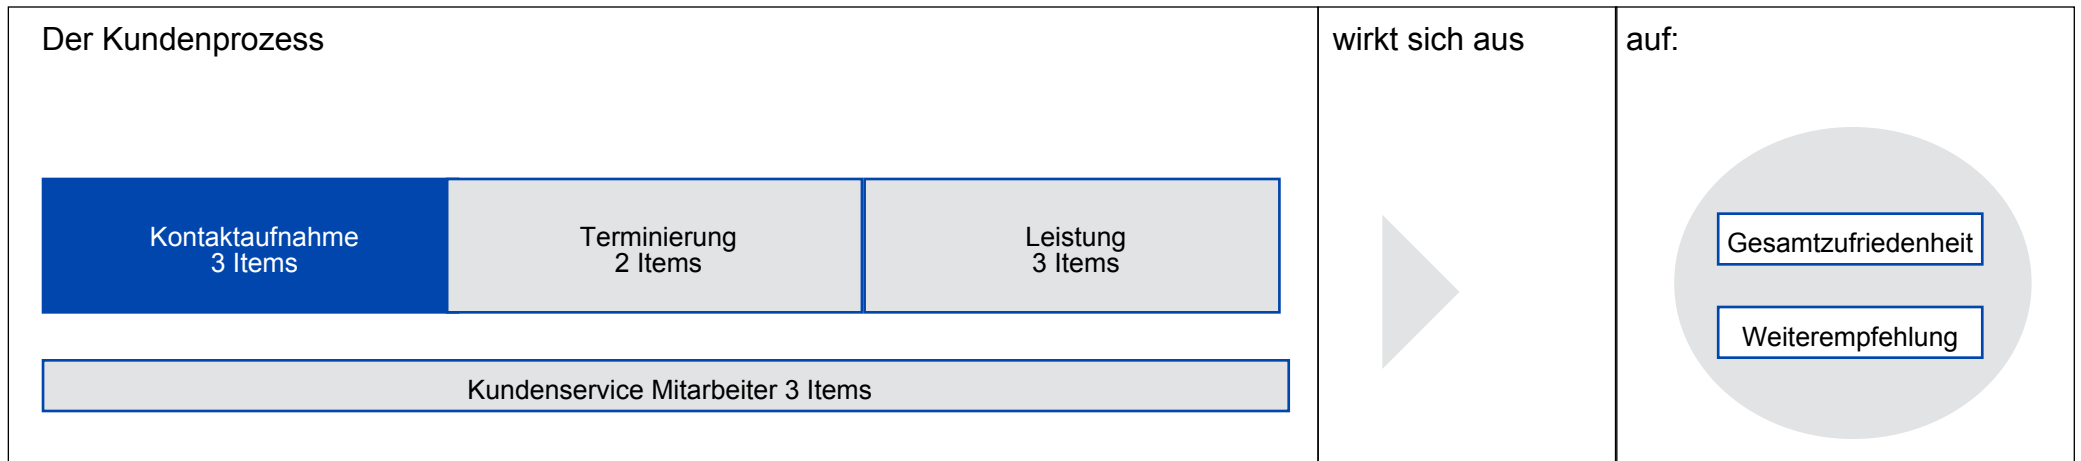 Der Kundenprozess
wirkt sich aus
auf:
Kontaktaufnahme
3 Items
Terminierung
2 Items
Leistung
3 Items
Kundenservice Mitarbeiter 3 Items
Gesamtzufriedenheit
Weiterempfehlung